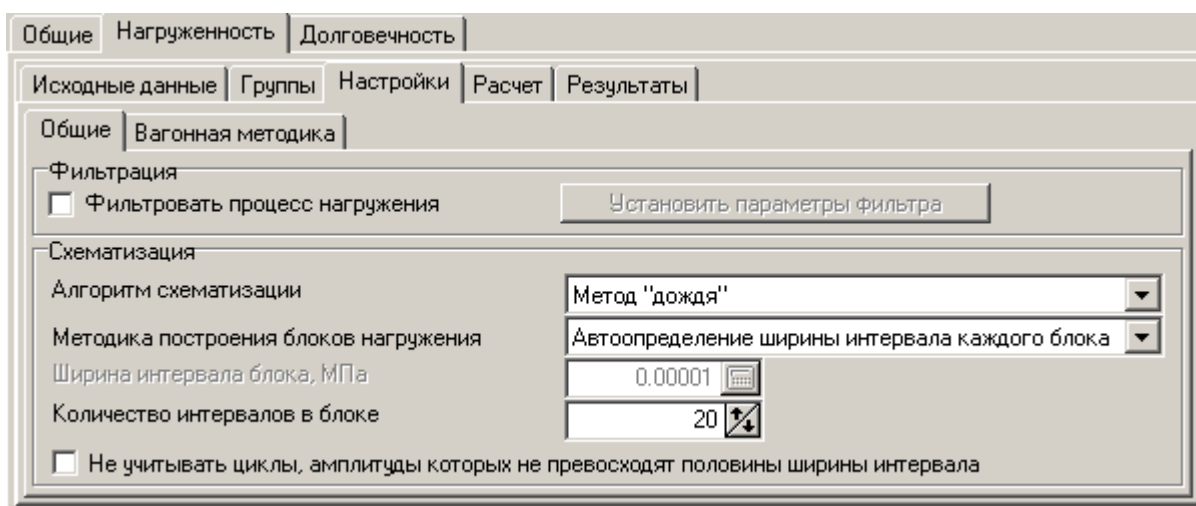 Общие Нагруженность Долговечность
Исходные данные Группы Настройки Расчет Результаты
Общие Вагонная методика
Фильтрация
Фильтровать процесс нагружения Установить параметры фильтра
Схематизация
Алгоритм схематизации Метод "дождя"
Методика построения блоков нагружения Автоопределение ширины интервала каждого блока
Ширина интервала блока, МПа 0.00001
Количество интервалов в блоке 20
Не учитывать циклы, амплитуды которых не превосходят половины ширины интервала